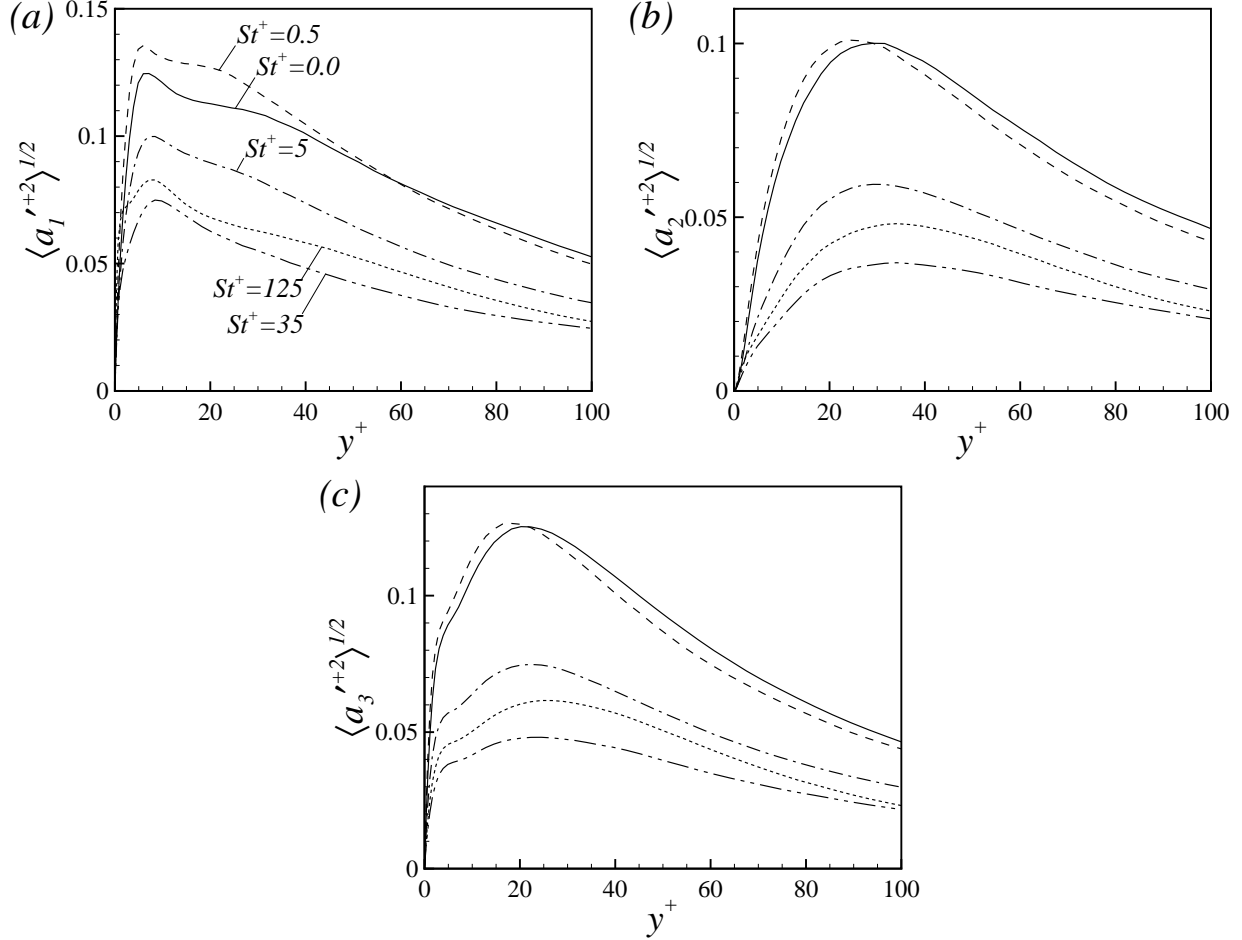 (a)
⟨a₁′⁺²⟩^1/2
0.15
0.1
0.05
0
St⁺=0.5
St⁺=0.0
St⁺=5
St⁺=125
St⁺=35
0 20 40 60 80 100
y⁺
(b)
⟨a₂′⁺²⟩^1/2
0.1
0.05
0
0 20 40 60 80 100
y⁺
(c)
⟨a₃′⁺²⟩^1/2
0.1
0.05
0
0 20 40 60 80 100
y⁺